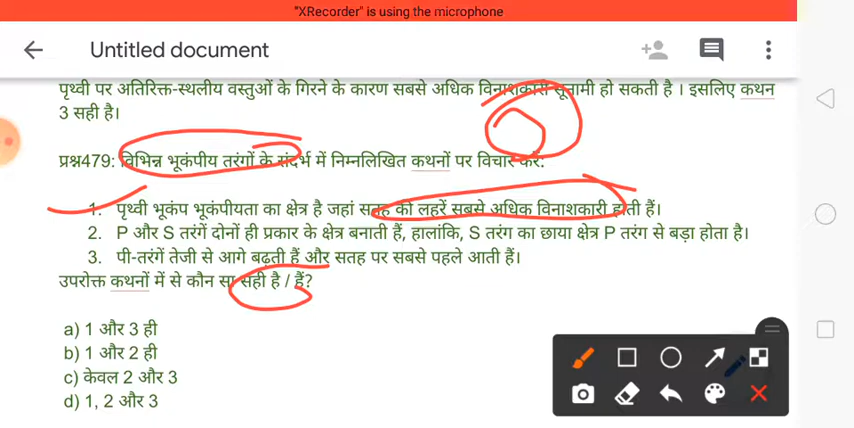 "XRecorder" is using the microphone
Untitled document
पृथ्वी पर अतिरिक्त-स्थलीय वस्तुओं के गिरने के कारण सबसे अधिक विनाशकारी सूनामी हो सकती है । इसलिए कथन
3 सही है।
प्रश्न479: विभिन्न भूकंपीय तरंगों के संदर्भ में निम्नलिखित कथनों पर विचार करें:
1. पृथ्वी भूकंप भूकंपीयता का क्षेत्र है जहां सतह की लहरें सबसे अधिक विनाशकारी होती हैं।
2. P और S तरंगें दोनों ही प्रकार के क्षेत्र बनाती हैं, हालांकि, S तरंग का छाया क्षेत्र P तरंग से बड़ा होता है।
3. पी-तरंगें तेजी से आगे बढ़ती हैं और सतह पर सबसे पहले आती हैं।
उपरोक्त कथनों में से कौन सा सही है / हैं?
a) 1 और 3 ही
b) 1 और 2 ही
c) केवल 2 और 3
d) 1, 2 और 3